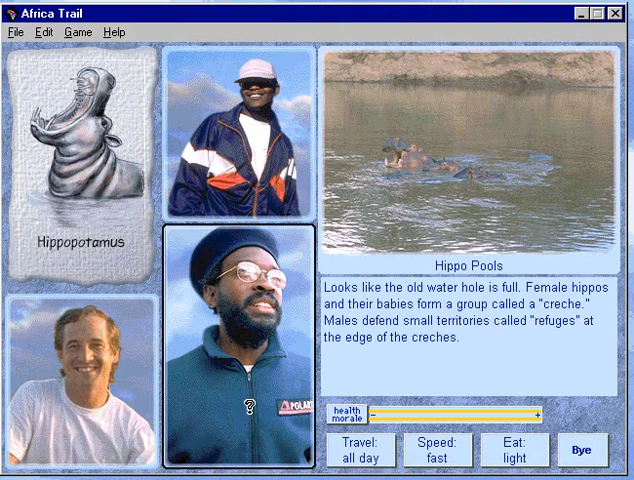 Africa Trail
File Edit Game Help
Hippopotamus
Hippo Pools
Looks like the old water hole is full. Female hippos
and their babies form a group called a "creche."
Males defend small territories called "refuges" at
the edge of the creches.
?
POLAR
health
morale
- +
Travel:
all day
Speed:
fast
Eat:
light
Bye